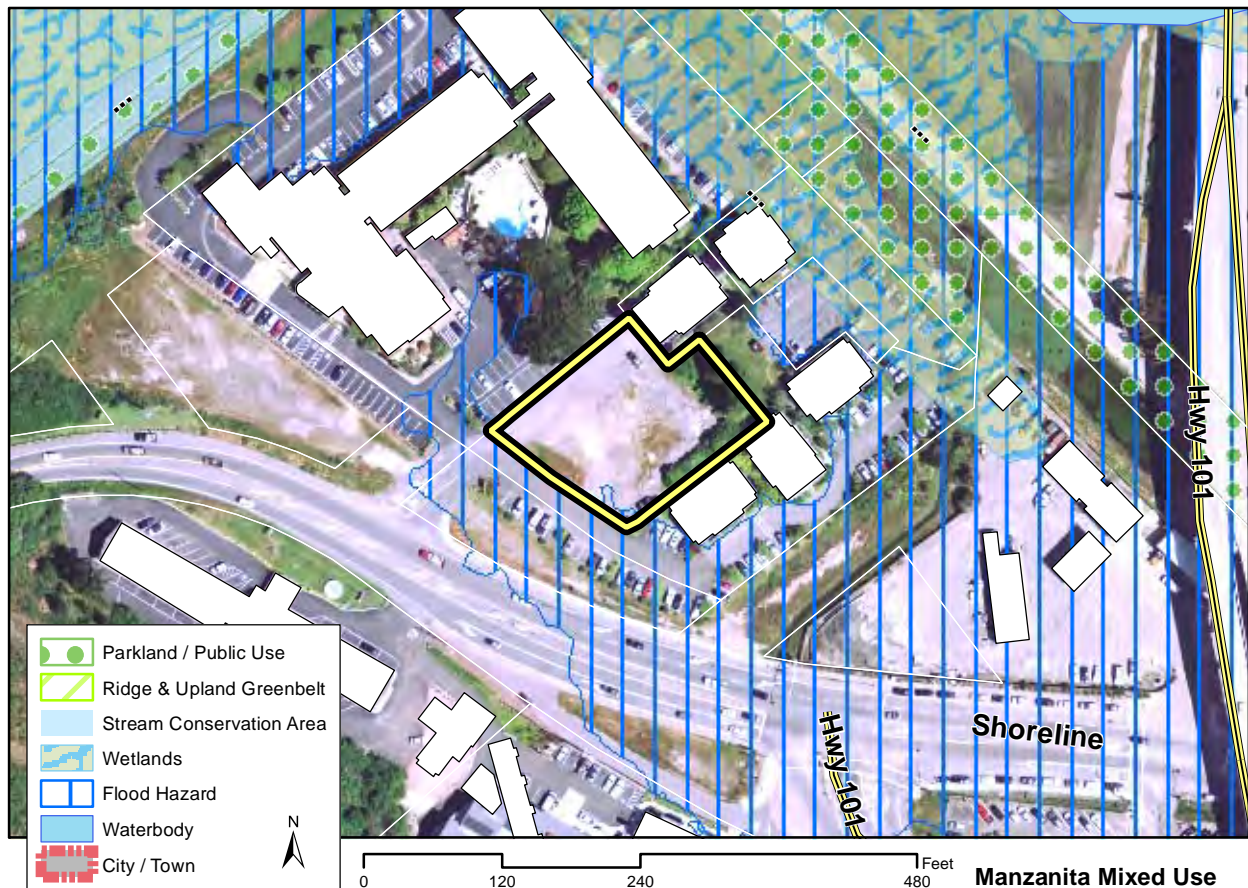 Hwy 101
Shoreline
Hwy 101
Parkland / Public Use
Ridge & Upland Greenbelt
Stream Conservation Area
Wetlands
Flood Hazard
Waterbody
City / Town
N
Feet
0 120 240 480
Manzanita Mixed Use